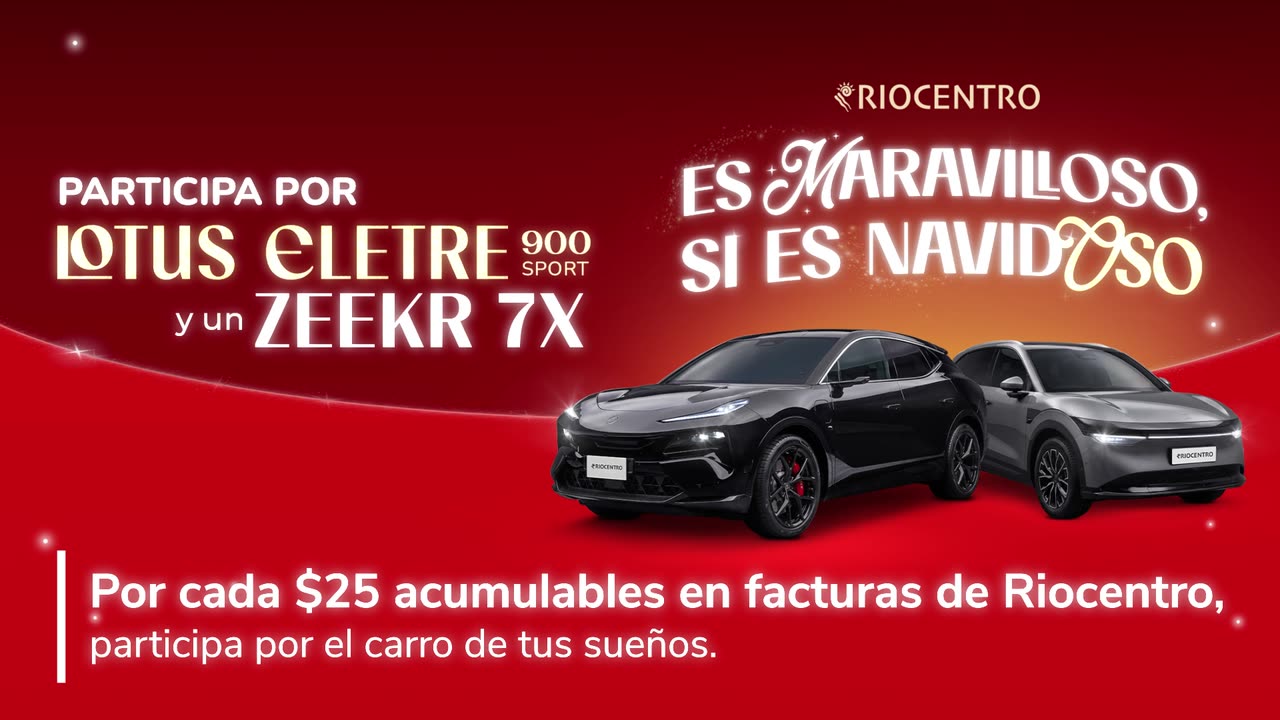 PARTICIPA POR
LOTUS ELETRE 900 SPORT
y un ZEEKR 7X
RIOCENTRO
ES MARAVILLOSO,
SI ES NAVIDOSO
RIOCENTRO
RIOCENTRO
Por cada $25 acumulables en facturas de Riocentro,
participa por el carro de tus sueños.